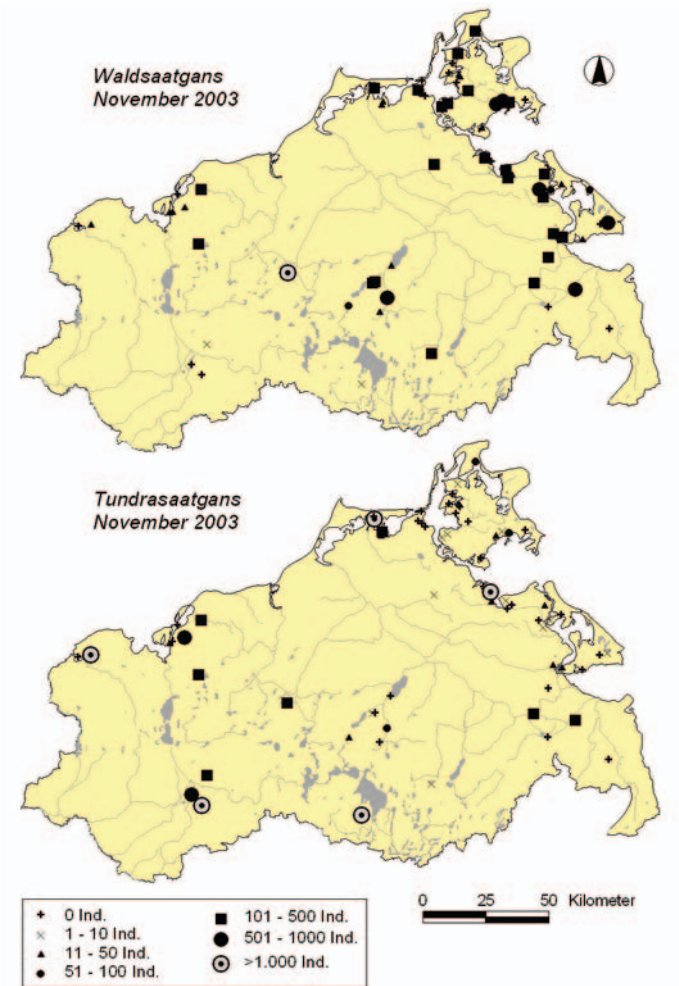 Waldsaatgans
November 2003
Tundrasaatgans
November 2003
0 Ind.
1 - 10 Ind.
11 - 50 Ind.
51 - 100 Ind.
101 - 500 Ind.
501 - 1000 Ind.
>1.000 Ind.
0 25 50 Kilometer